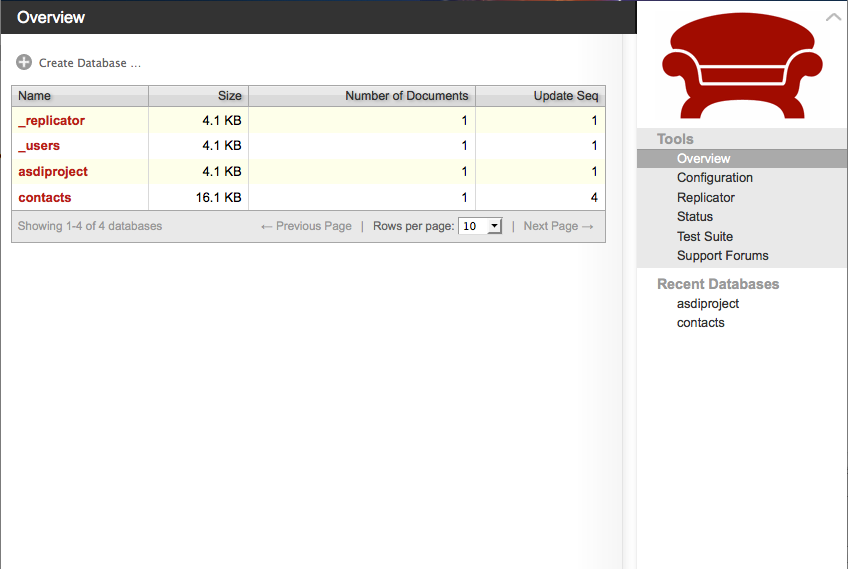 Overview
Create Database ...
Name Size Number of Documents Update Seq
_replicator 4.1 KB 1 1
_users 4.1 KB 1 1
asdiproject 4.1 KB 1 1
contacts 16.1 KB 1 4
Showing 1-4 of 4 databases ← Previous Page | Rows per page: 10 | Next Page →
Tools
Overview
Configuration
Replicator
Status
Test Suite
Support Forums
Recent Databases
asdiproject
contacts